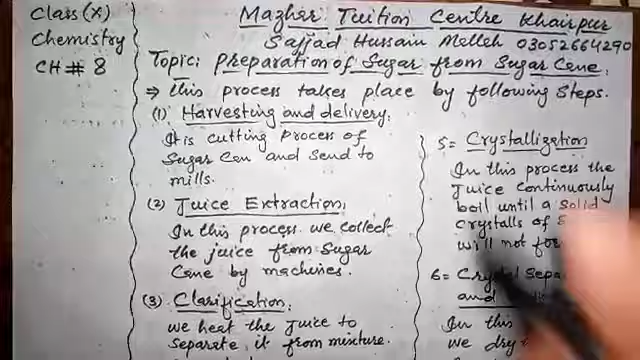 Class (X)
Chemistry
CH # 8
Mazhar Tuition Centre Khairpur
Sajjad Hussain Melleh 03052664290
Topic: Preparation of Sugar from Sugar Cane.
⇒ This process takes place by following Steps.
(1) Harvesting and delivery:
It is cutting process of
Sugar Can and send to
mills.
(2) Juice Extraction:
In this process we collect
the juice from Sugar
Cane by machines.
(3) Clarification:
we heat the Juice to
separate it from mixture.
5= Crystallization
In this process the
Juice continuously
boil until a solid
crystalls of
will not
6= Crystal
and
In this
we dry